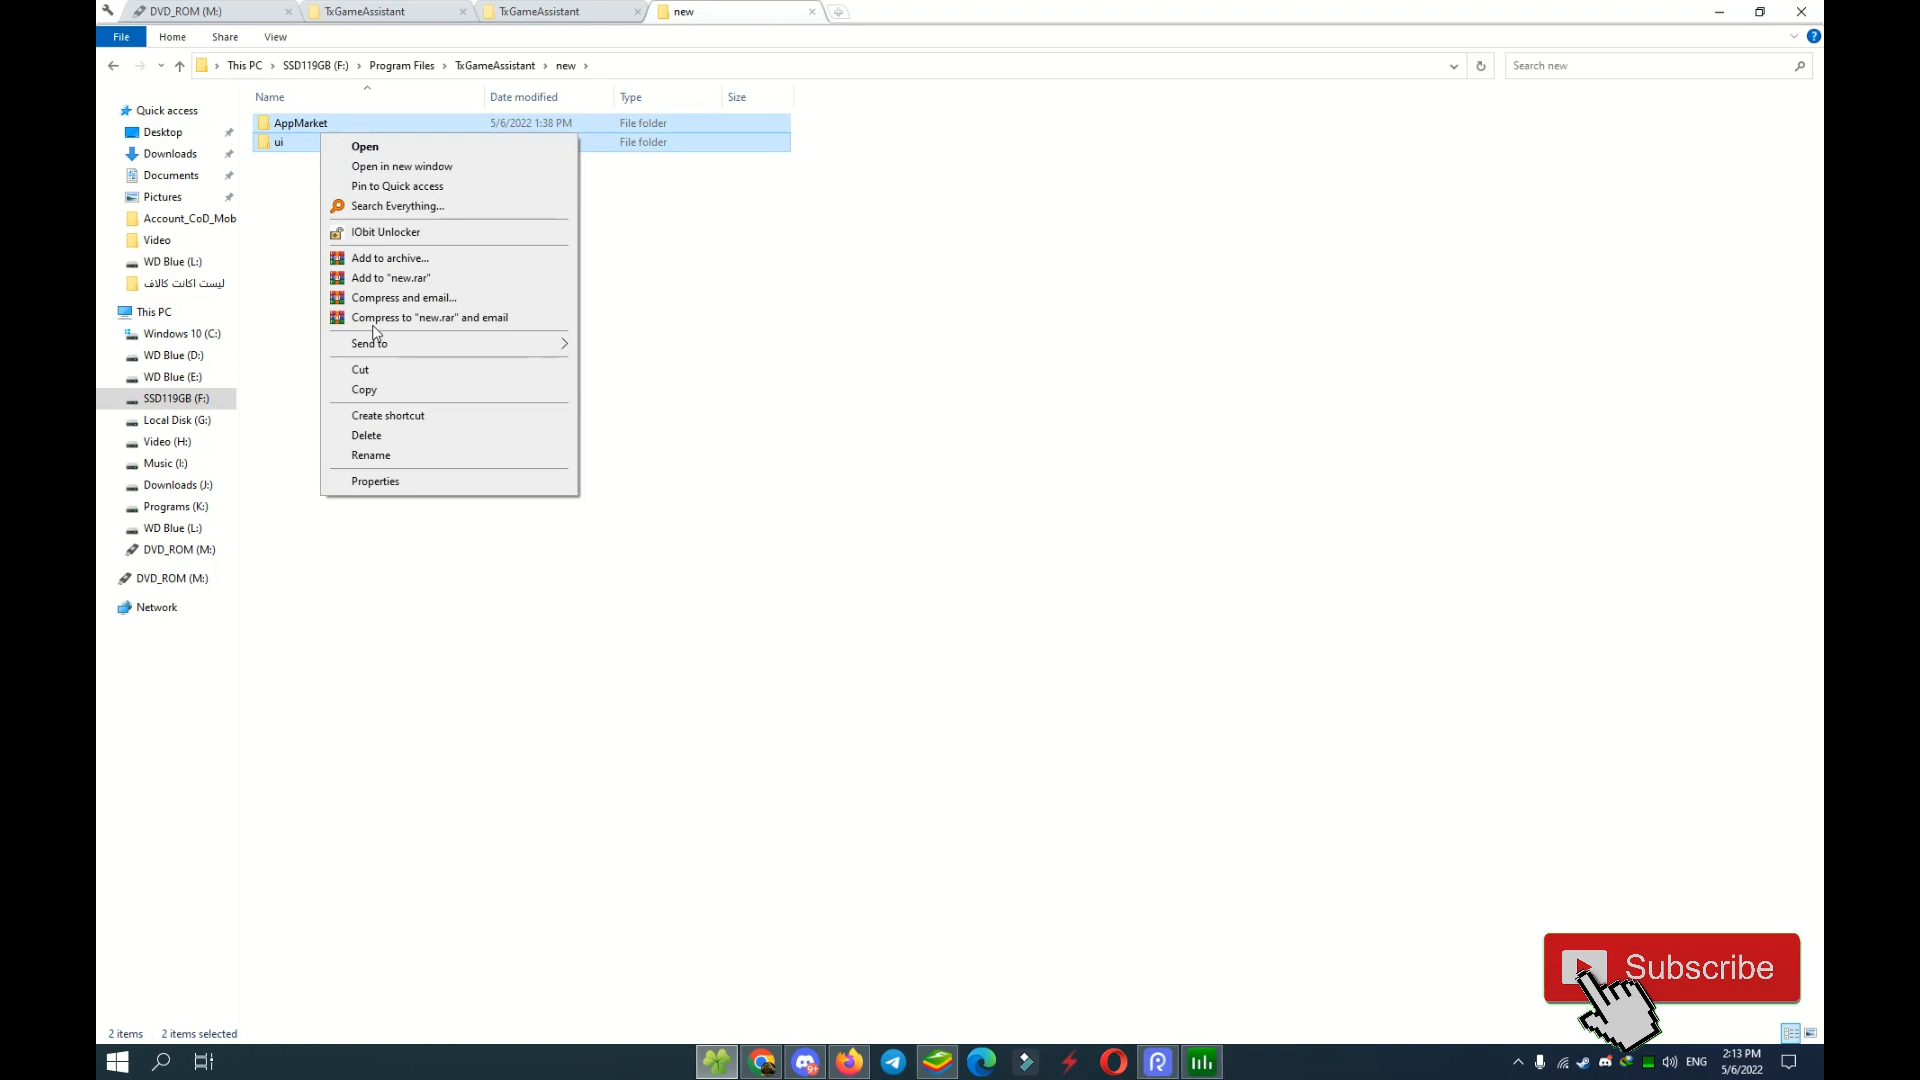 DVD_ROM (M:)
TxGameAssistant
TxGameAssistant
new
File
Home
Share
View
This PC
SSD119GB (F:)
Program Files
TxGameAssistant
new
Search new
Name
Date modified
Type
Size
AppMarket
5/6/2022 1:38 PM
File folder
ui
File folder
Quick access
Desktop
Downloads
Documents
Pictures
Account_CoD_Mob
Video
WD Blue (L:)
لیست اکانت کالاف
This PC
Windows 10 (C:)
WD Blue (D:)
WD Blue (E:)
SSD119GB (F:)
Local Disk (G:)
Video (H:)
Music (I:)
Downloads (J:)
Programs (K:)
WD Blue (L:)
DVD_ROM (M:)
DVD_ROM (M:)
Network
Open
Open in new window
Pin to Quick access
Search Everything...
IObit Unlocker
Add to archive...
Add to "new.rar"
Compress and email...
Compress to "new.rar" and email
Send to
Cut
Copy
Create shortcut
Delete
Rename
Properties
Subscribe
2 items
2 items selected
9+
ENG
2:13 PM
5/6/2022